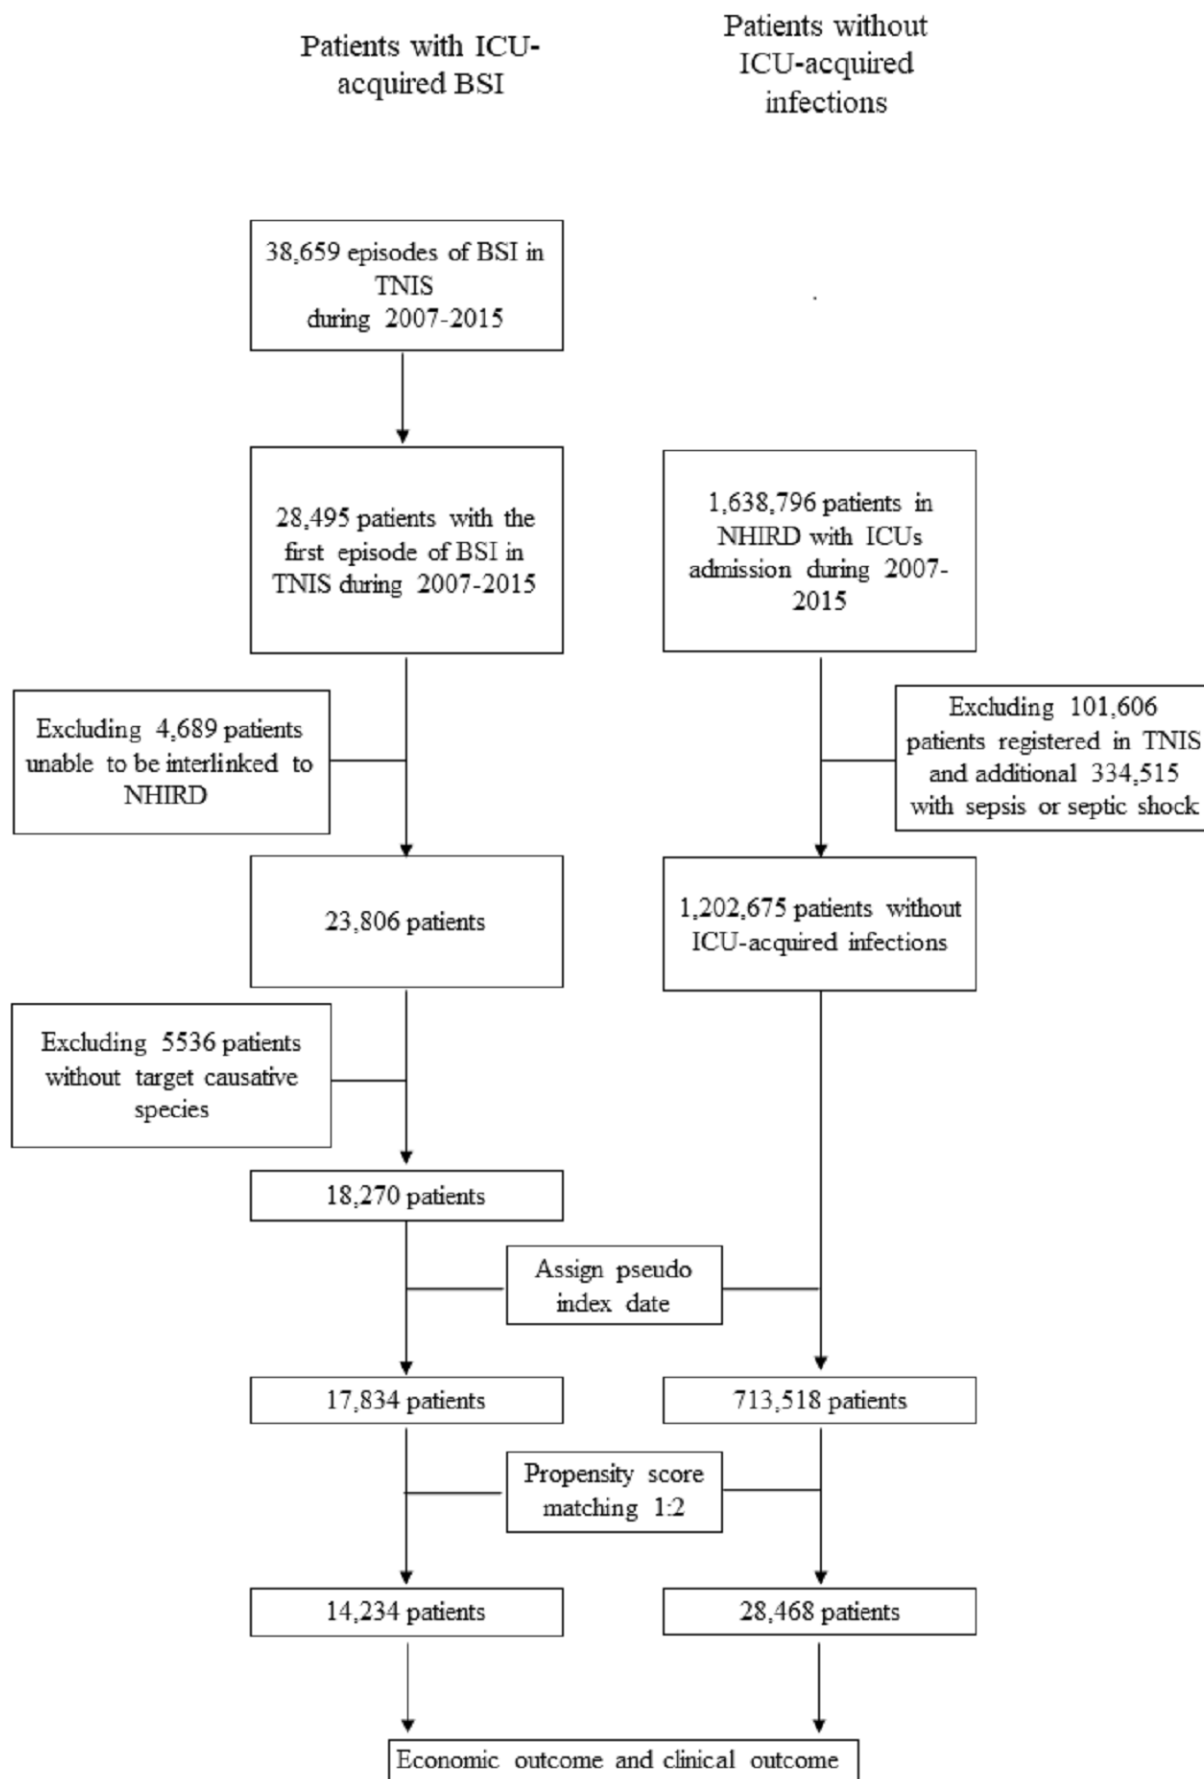 Patients with ICU-
acquired BSI
Patients without
ICU-acquired
infections
38,659 episodes of BSI in
TNIS
during 2007-2015
28,495 patients with the
first episode of BSI in
TNIS during 2007-2015
1,638,796 patients in
NHIRD with ICUs
admission during 2007-
2015
Excluding 4,689 patients
unable to be interlinked to
NHIRD
Excluding 101,606
patients registered in TNIS
and additional 334,515
with sepsis or septic shock
23,806 patients
1,202,675 patients without
ICU-acquired infections
Excluding 5536 patients
without target causative
species
18,270 patients
Assign pseudo
index date
17,834 patients
713,518 patients
Propensity score
matching 1:2
14,234 patients
28,468 patients
Economic outcome and clinical outcome